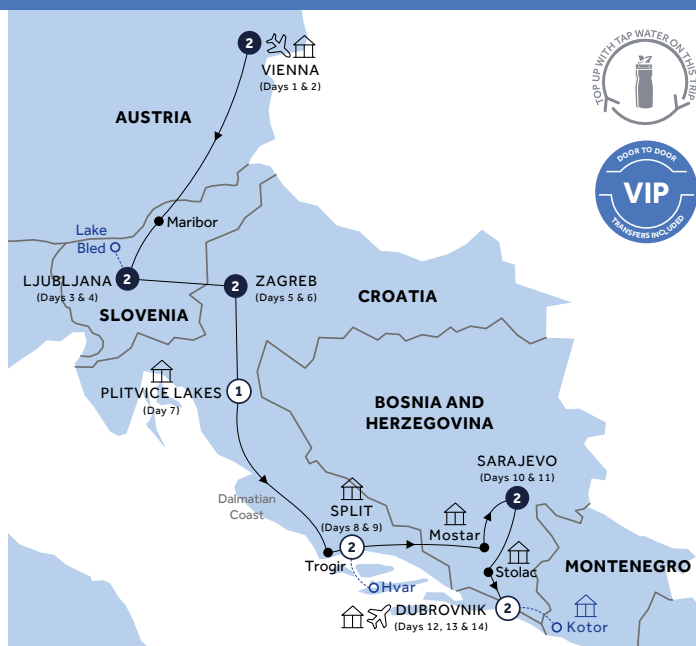 2
VIENNA
(Days 1 & 2)
TOP UP WITH TAP WATER ON THIS TRIP
AUSTRIA
DOOR TO DOOR
VIP
TRANSFERS INCLUDED
Maribor
Lake
Bled
LJUBLJANA
2
(Days 3 & 4)
2
ZAGREB
(Days 5 & 6)
CROATIA
SLOVENIA
PLITVICE LAKES
1
(Day 7)
BOSNIA AND
HERZEGOVINA
SARAJEVO
(Days 10 & 11)
2
Dalmatian
Coast
SPLIT
(Days 8 & 9)
2
Trogir
Mostar
Stolac
MONTENEGRO
Hvar
DUBROVNIK
2
(Days 12, 13 & 14)
Kotor